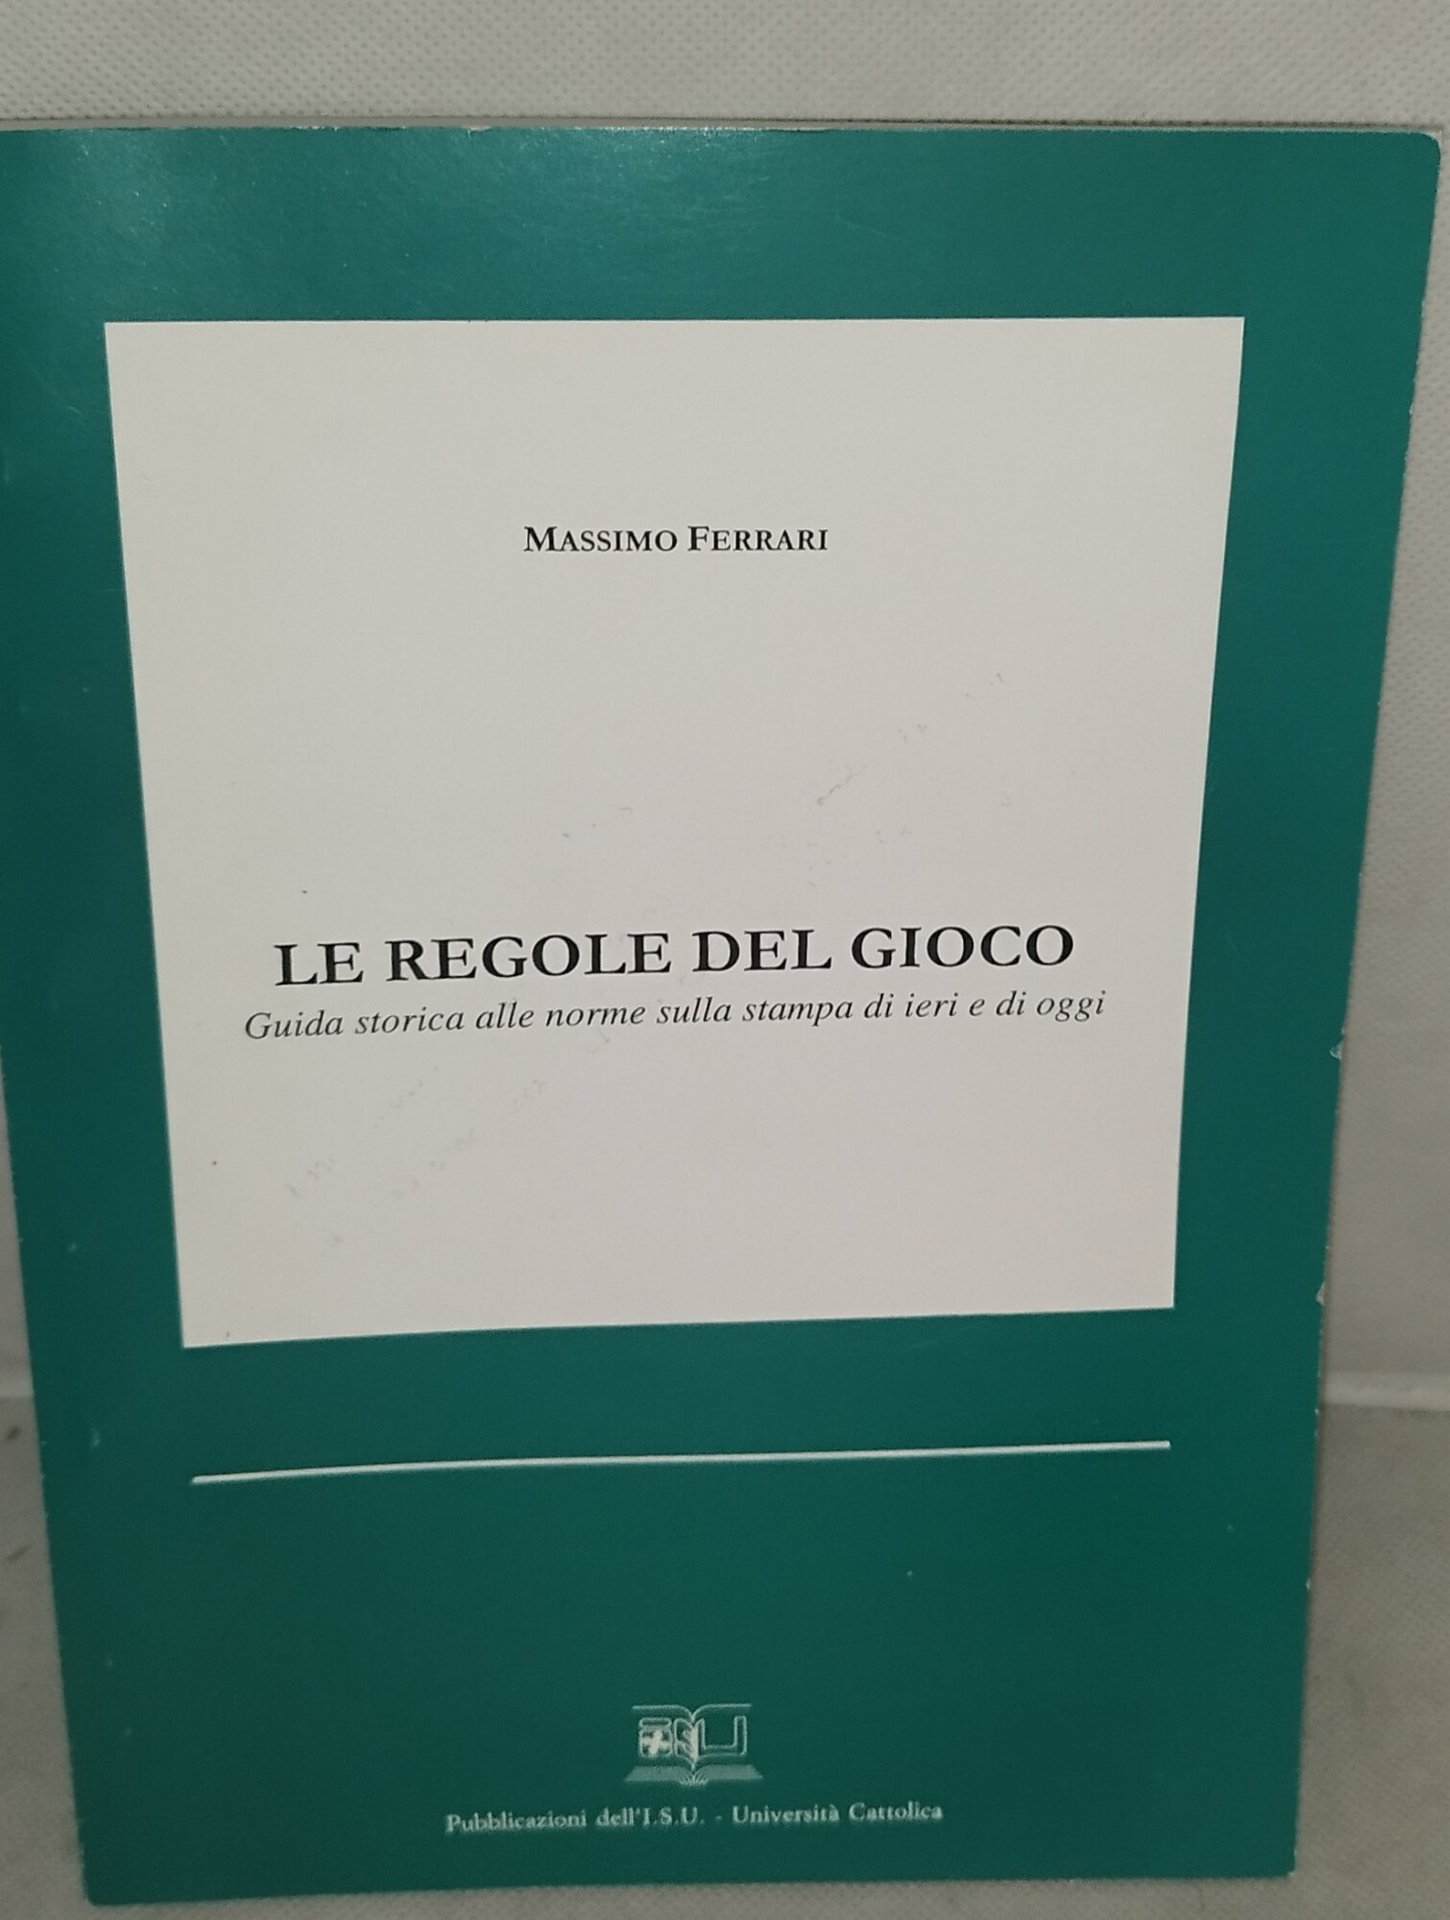 MASSIMO FERRARI
LE REGOLE DEL GIOCO
Guida storica alle norme sulla stampa di ieri e di oggi
ISU
Pubblicazioni dell'I.S.U. - Università Cattolica